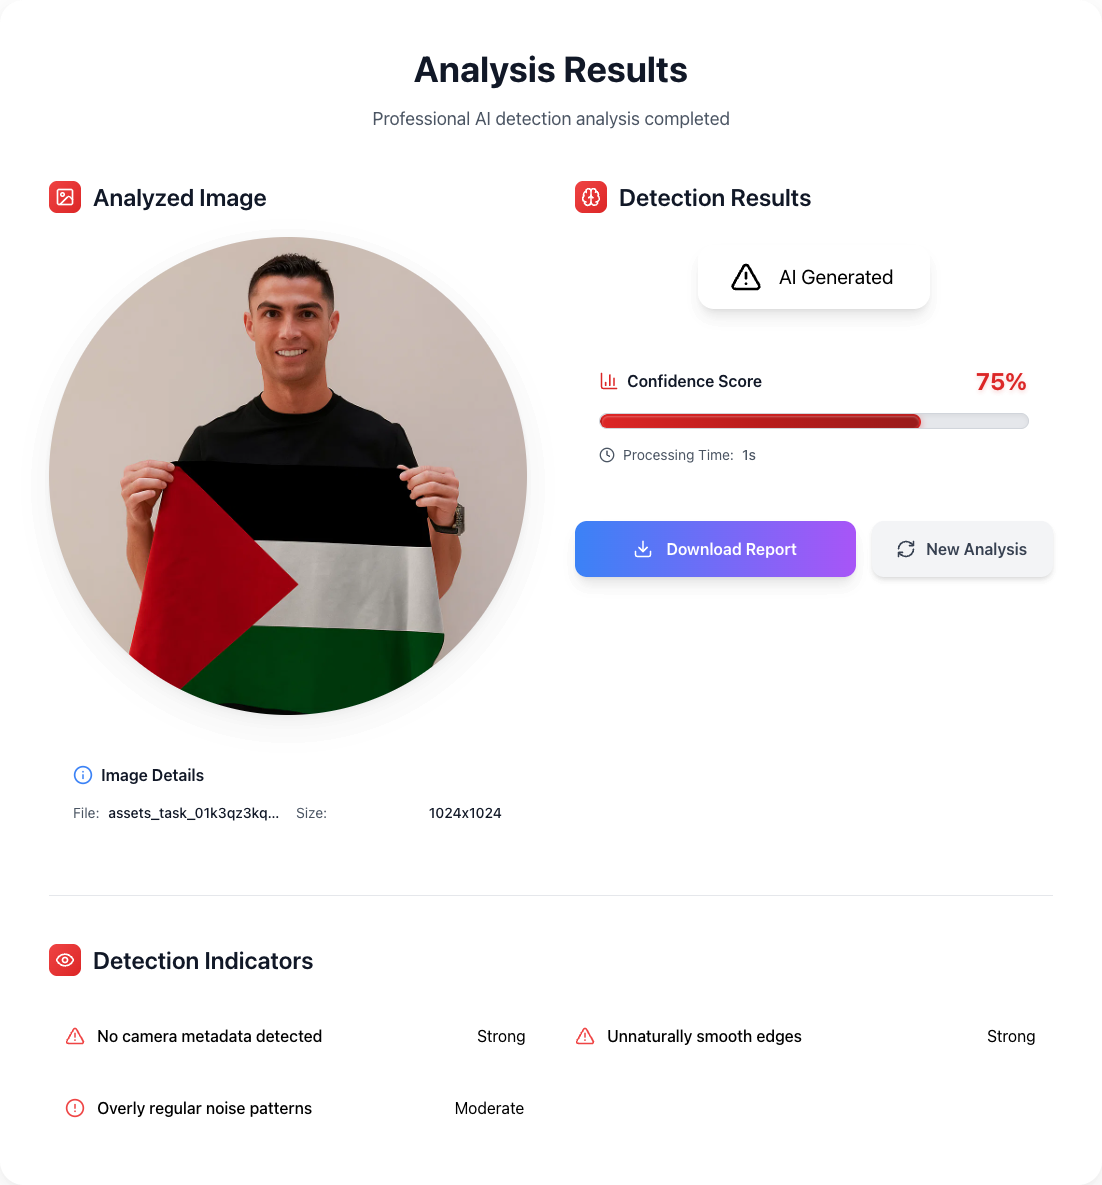 Analysis Results
Professional AI detection analysis completed
Analyzed Image
Detection Results
AI Generated
Confidence Score 75%
Processing Time: 1s
Download Report
New Analysis
Image Details
File: assets_task_01k3qz3kq... Size: 1024x1024
Detection Indicators
No camera metadata detected Strong
Unnaturally smooth edges Strong
Overly regular noise patterns Moderate